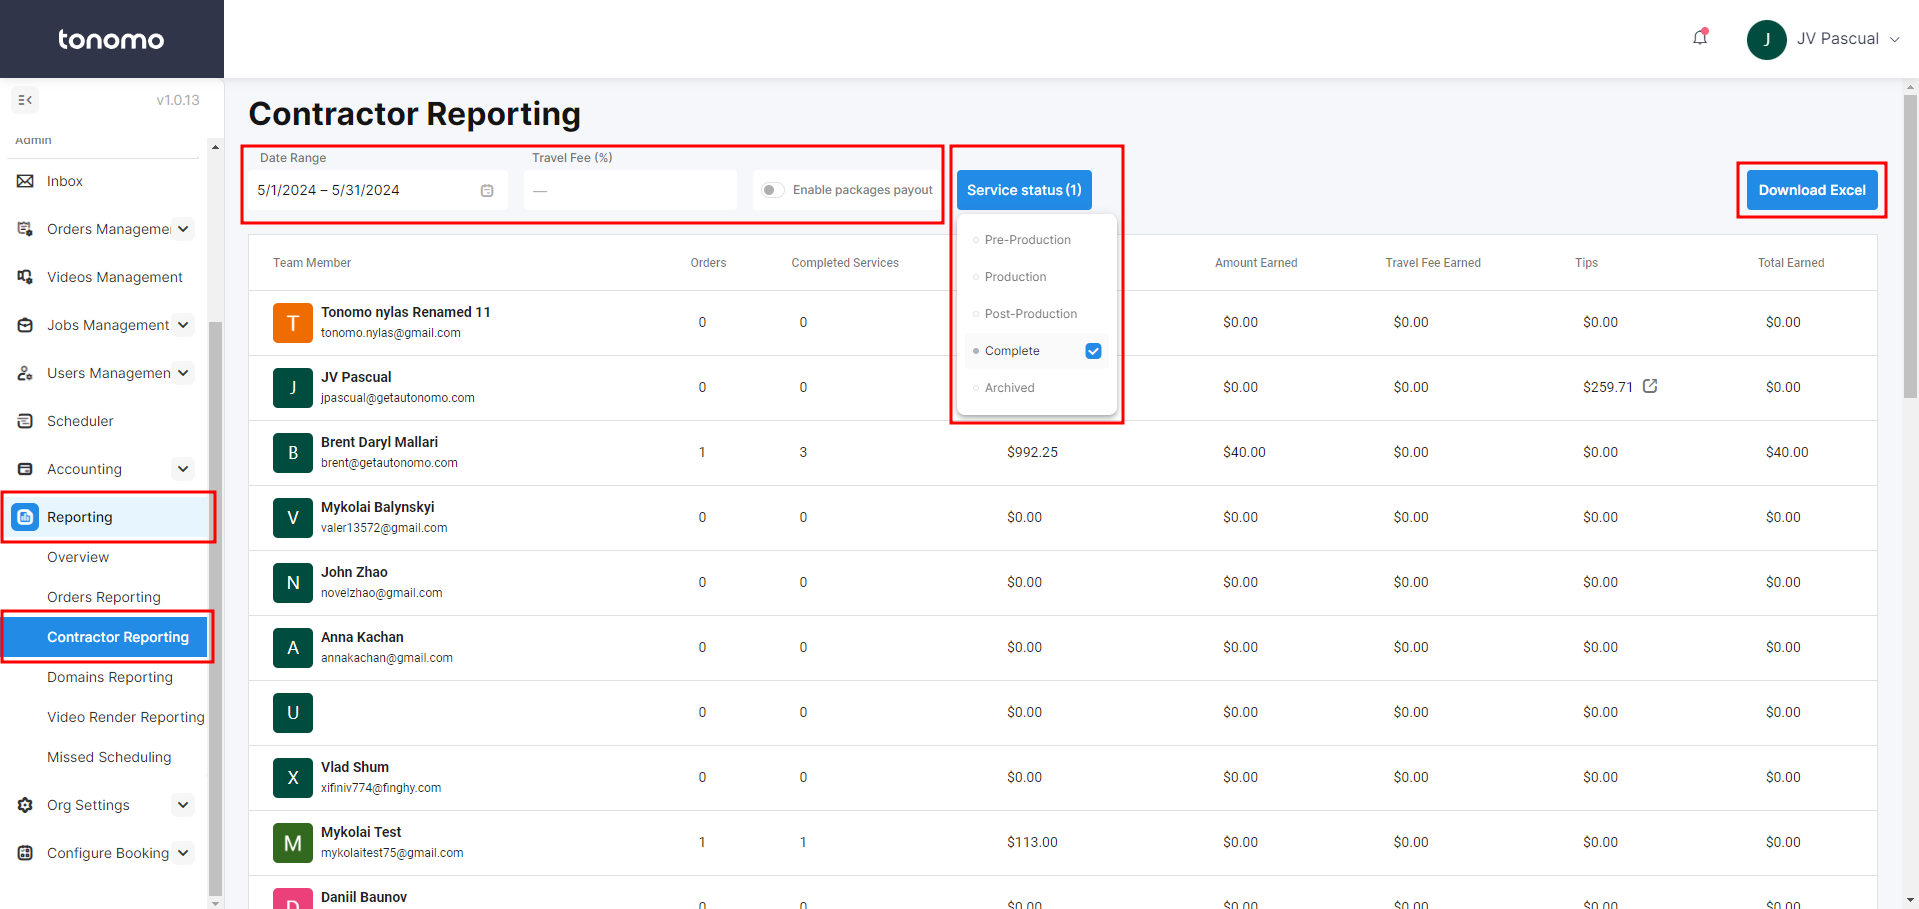 tonomo
JV Pascual
J
v1.0.13
Admin
Inbox
Orders Manageme
Videos Management
Jobs Management
Users Managemen
Scheduler
Accounting
Reporting
Overview
Orders Reporting
Contractor Reporting
Domains Reporting
Video Render Reporting
Missed Scheduling
Org Settings
Configure Booking
Contractor Reporting
Date Range
Travel Fee (%)
5/1/2024 – 5/31/2024
—
Enable packages payout
Service status (1)
Download Excel
Pre-Production
Production
Post-Production
Complete
Archived
Team Member Orders Completed Services Amount Earned Travel Fee Earned Tips Total Earned
T Tonomo nylas Renamed 11 0 0 $0.00 $0.00 $0.00 $0.00
tonomo.nylas@gmail.com
J JV Pascual 0 0 $0.00 $0.00 $259.71 $0.00
jpascual@getautonomo.com
B Brent Daryl Mallari 1 3 $992.25 $40.00 $0.00 $0.00 $40.00
brent@getautonomo.com
V Mykolai Balynskyi 0 0 $0.00 $0.00 $0.00 $0.00 $0.00
valer13572@gmail.com
N John Zhao 0 0 $0.00 $0.00 $0.00 $0.00 $0.00
novelzhao@gmail.com
A Anna Kachan 0 0 $0.00 $0.00 $0.00 $0.00 $0.00
annakachan@gmail.com
U 0 0 $0.00 $0.00 $0.00 $0.00 $0.00
X Vlad Shum 0 0 $0.00 $0.00 $0.00 $0.00 $0.00
xifiniv774@finghy.com
M Mykolai Test 1 1 $113.00 $0.00 $0.00 $0.00 $0.00
mykolaitest75@gmail.com
D Daniil Baunov 0 0 $0.00 $0.00 $0.00 $0.00 $0.00